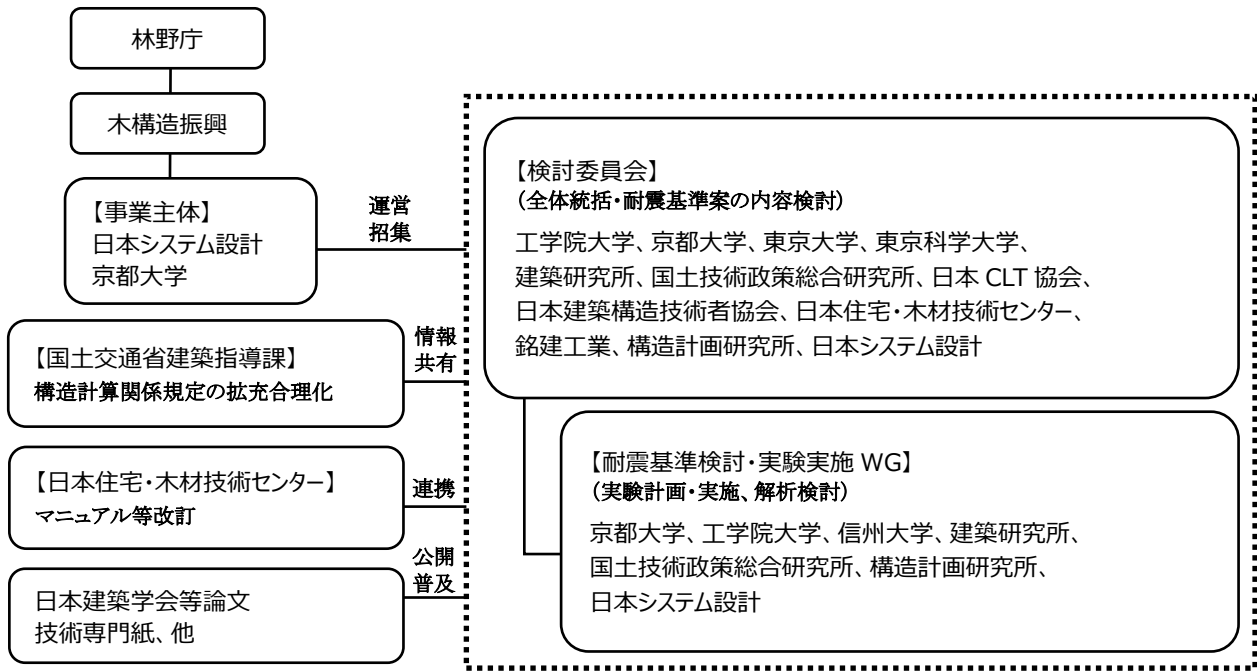 林野庁
木構造振興
【事業主体】
日本システム設計
京都大学
運営
招集
【国土交通省建築指導課】
構造計算関係規定の拡充合理化
情報
共有
【日本住宅・木材技術センター】
マニュアル等改訂
連携
日本建築学会等論文
技術専門紙、他
公開
普及
【検討委員会】
(全体統括・耐震基準案の内容検討)
工学院大学、京都大学、東京大学、東京科学大学、
建築研究所、国土技術政策総合研究所、日本 CLT 協会、
日本建築構造技術者協会、日本住宅・木材技術センター、
銘建工業、構造計画研究所、日本システム設計
【耐震基準検討・実験実施 WG】
(実験計画・実施、解析検討)
京都大学、工学院大学、信州大学、建築研究所、
国土技術政策総合研究所、構造計画研究所、
日本システム設計